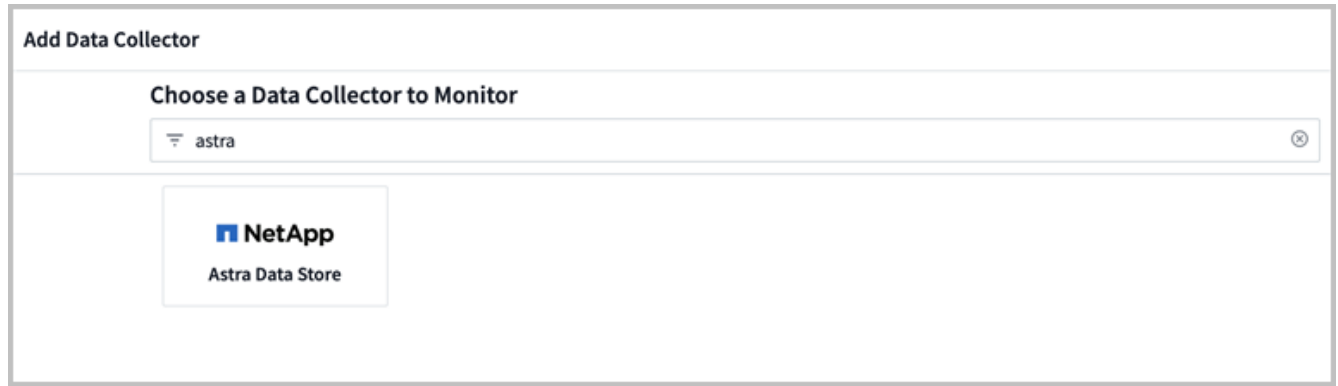 Add Data Collector
Choose a Data Collector to Monitor
astra
NetApp
Astra Data Store